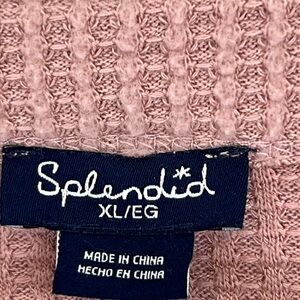 Splendid
XL/EG
MADE IN CHINA
HECHO EN CHINA